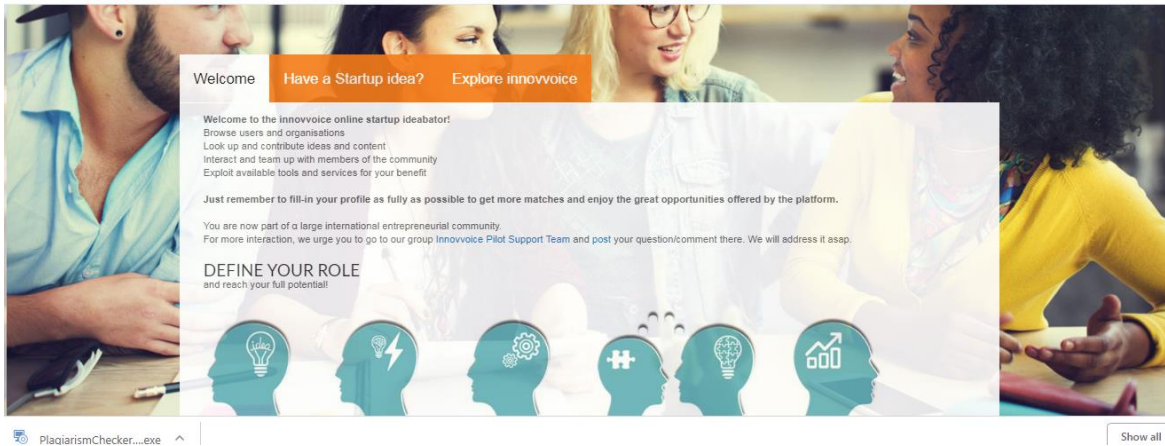 Welcome
Have a Startup idea?
Explore innovvoice
Welcome to the innovvoice online startup ideabator!
Browse users and organisations
Look up and contribute ideas and content
Interact and team up with members of the community
Exploit available tools and services for your benefit
Just remember to fill-in your profile as fully as possible to get more matches and enjoy the great opportunities offered by the platform.
You are now part of α large international entrepreneurial community.
For more interaction, we urge you to go to our group Innovvoice Pilot Support Team and post your question/comment there. We will address it asap.
DEFINE YOUR ROLE
and reach your full potential!
idea
PlagiarismChecker....exe
Show all